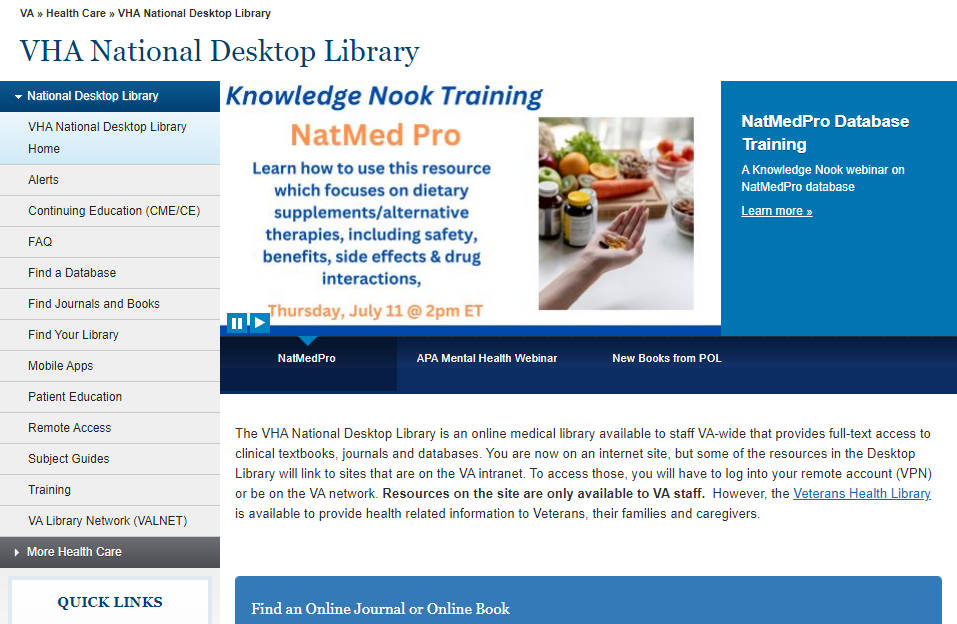 VA » Health Care » VHA National Desktop Library
VHA National Desktop Library
National Desktop Library
VHA National Desktop Library
Home
Alerts
Continuing Education (CME/CE)
FAQ
Find a Database
Find Journals and Books
Find Your Library
Mobile Apps
Patient Education
Remote Access
Subject Guides
Training
VA Library Network (VALNET)
More Health Care
QUICK LINKS
Knowledge Nook Training
NatMed Pro
Learn how to use this resource
which focuses on dietary
supplements/alternative
therapies, including safety,
benefits, side effects & drug
interactions,
Thursday, July 11 @ 2pm ET
NatMedPro Database
Training
A Knowledge Nook webinar on
NatMedPro database
Learn more »
NatMedPro
APA Mental Health Webinar
New Books from POL
The VHA National Desktop Library is an online medical library available to staff VA-wide that provides full-text access to
clinical textbooks, journals and databases. You are now on an internet site, but some of the resources in the Desktop
Library will link to sites that are on the VA intranet. To access those, you will have to log into your remote account (VPN)
or be on the VA network. Resources on the site are only available to VA staff. However, the Veterans Health Library
is available to provide health related information to Veterans, their families and caregivers.
Find an Online Journal or Online Book